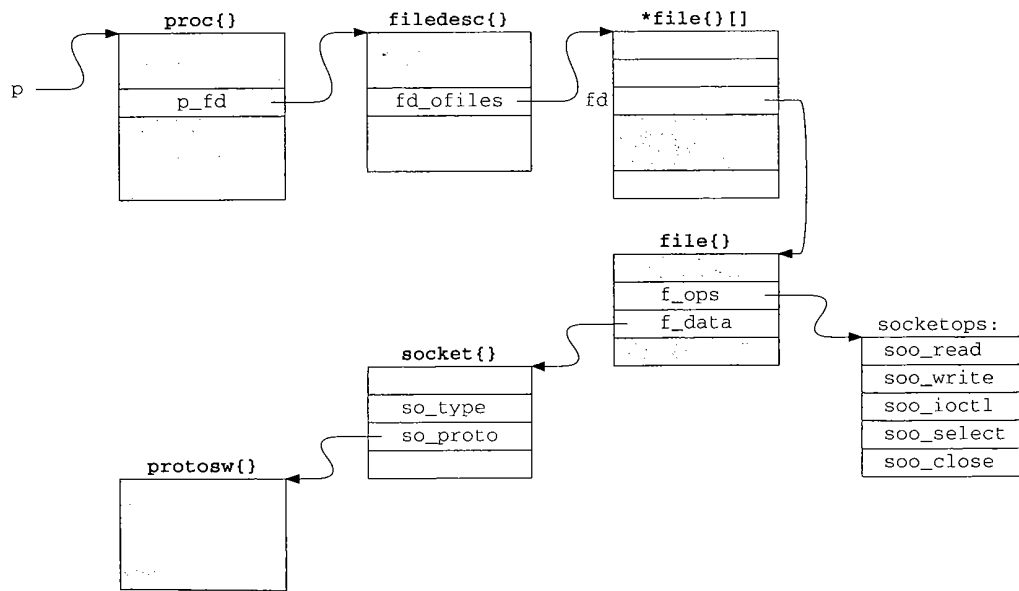 proc{}
filedesc{}
*file{}[]
p
p_fd
fd_ofiles
fd
file{}
f_ops
f_data
socketops:
soo_read
soo_write
soo_ioctl
soo_select
soo_close
socket{}
so_type
so_proto
protosw{}